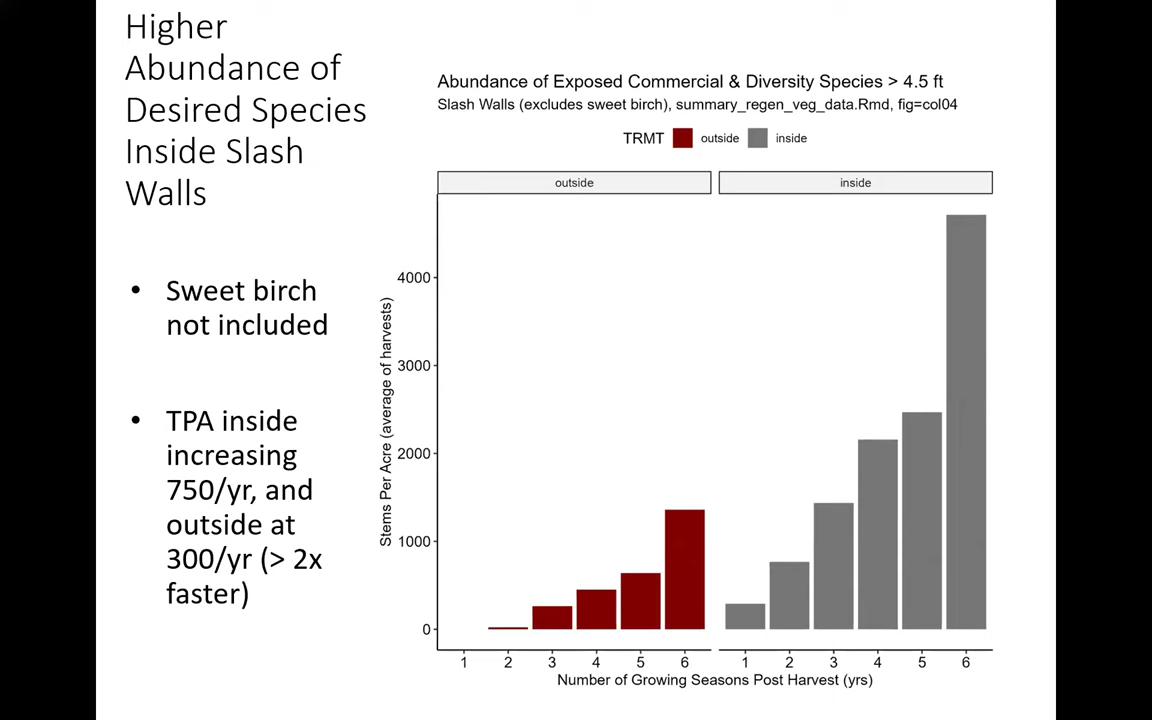 Higher
Abundance of
Desired Species
Inside Slash
Walls
• Sweet birch
not included
• TPA inside
increasing
750/yr, and
outside at
300/yr (> 2x
faster)
Abundance of Exposed Commercial & Diversity Species > 4.5 ft
Slash Walls (excludes sweet birch), summary_regen_veg_data.Rmd, fig=col04
TRMT outside inside
outside inside
Stems Per Acre (average of harvests)
4000
3000
2000
1000
0
1 2 3 4 5 6 1 2 3 4 5 6
Number of Growing Seasons Post Harvest (yrs)